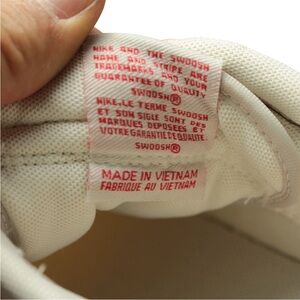 NIKE AND THE SWOOSH
NAME AND STRIPE ARE
TRADEMARKS AND YOUR
GUARANTEE OF QUALITY
SWOOSH®
NIKE, LE TERME SWOOSH
ET SON SIGLE SONT DES
MARQUES DEPOSEES ET
VOTRE GARANTIE DE QUALITE.
SWOOSH®
MADE IN VIETNAM
FABRIQUE AU VIETNAM